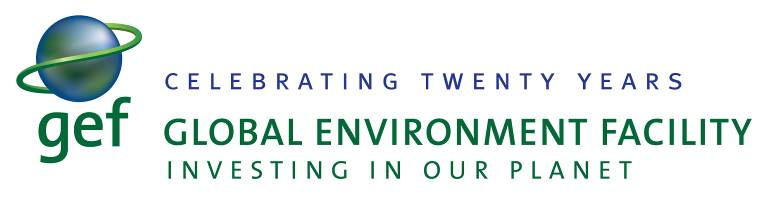 CELEBRATING TWENTY YEARS
gef GLOBAL ENVIRONMENT FACILITY
INVESTING IN OUR PLANET